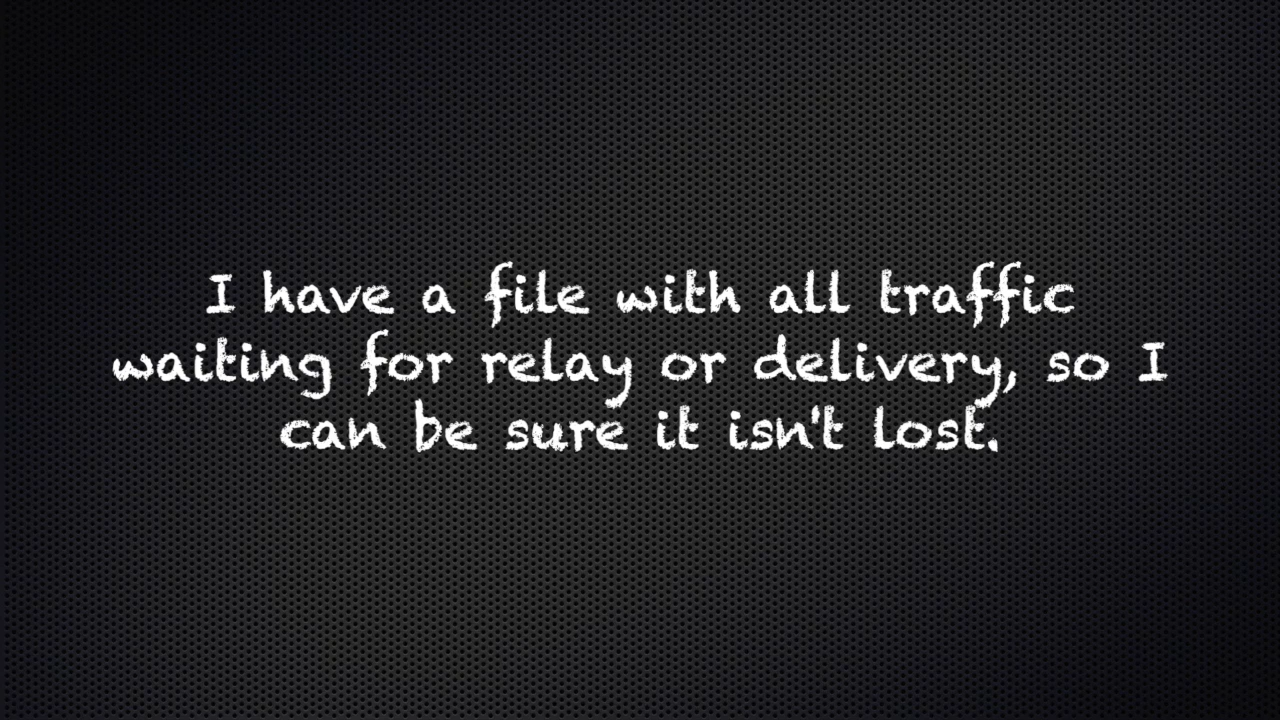 I have a file with all traffic
waiting for relay or delivery, so I
can be sure it isn't lost.